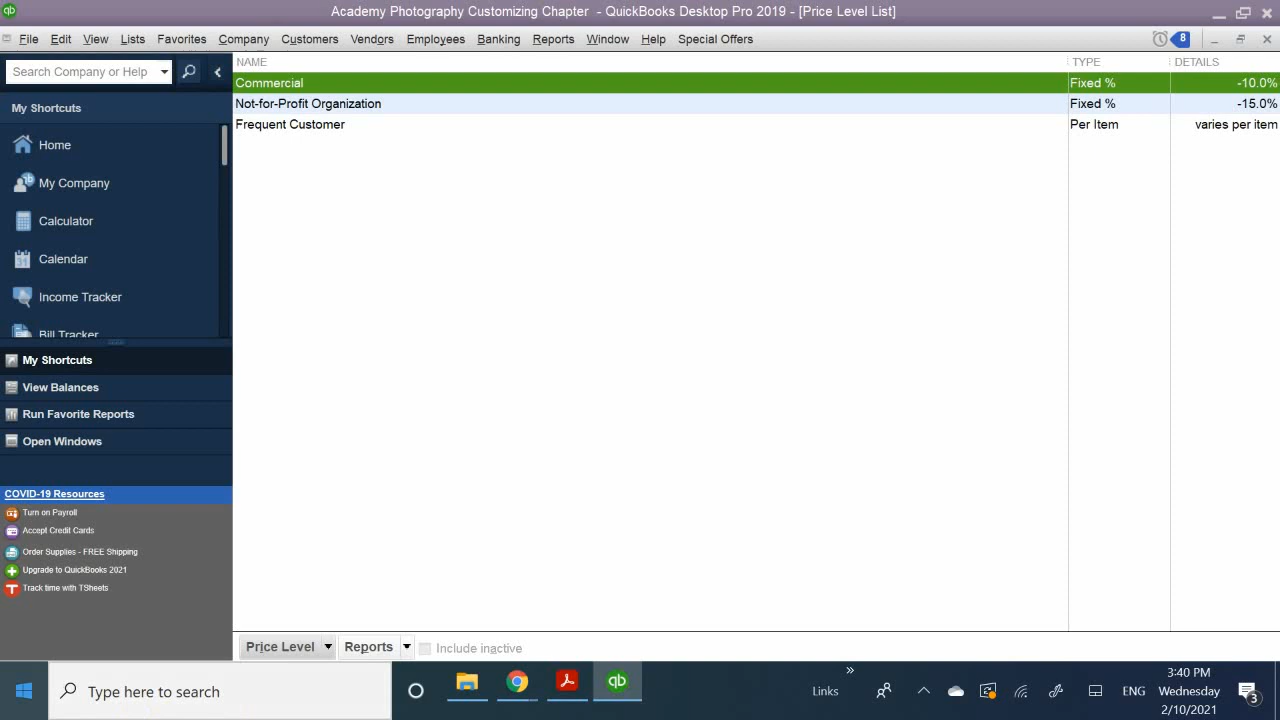 Academy Photography Customizing Chapter - QuickBooks Desktop Pro 2019 - [Price Level List]
File Edit View Lists Favorites Company Customers Vendors Employees Banking Reports Window Help Special Offers 8
Search Company or Help
My Shortcuts
Home
My Company
Calculator
Calendar
Income Tracker
Bill Tracker
My Shortcuts
View Balances
Run Favorite Reports
Open Windows
COVID-19 Resources
Turn on Payroll
Accept Credit Cards
Order Supplies - FREE Shipping
Upgrade to QuickBooks 2021
Track time with TSheets
NAME TYPE DETAILS
Commercial Fixed % -10.0%
Not-for-Profit Organization Fixed % -15.0%
Frequent Customer Per Item varies per item
Price Level Reports Include inactive
Type here to search
qb
Links
ENG
3:40 PM
Wednesday
2/10/2021
3